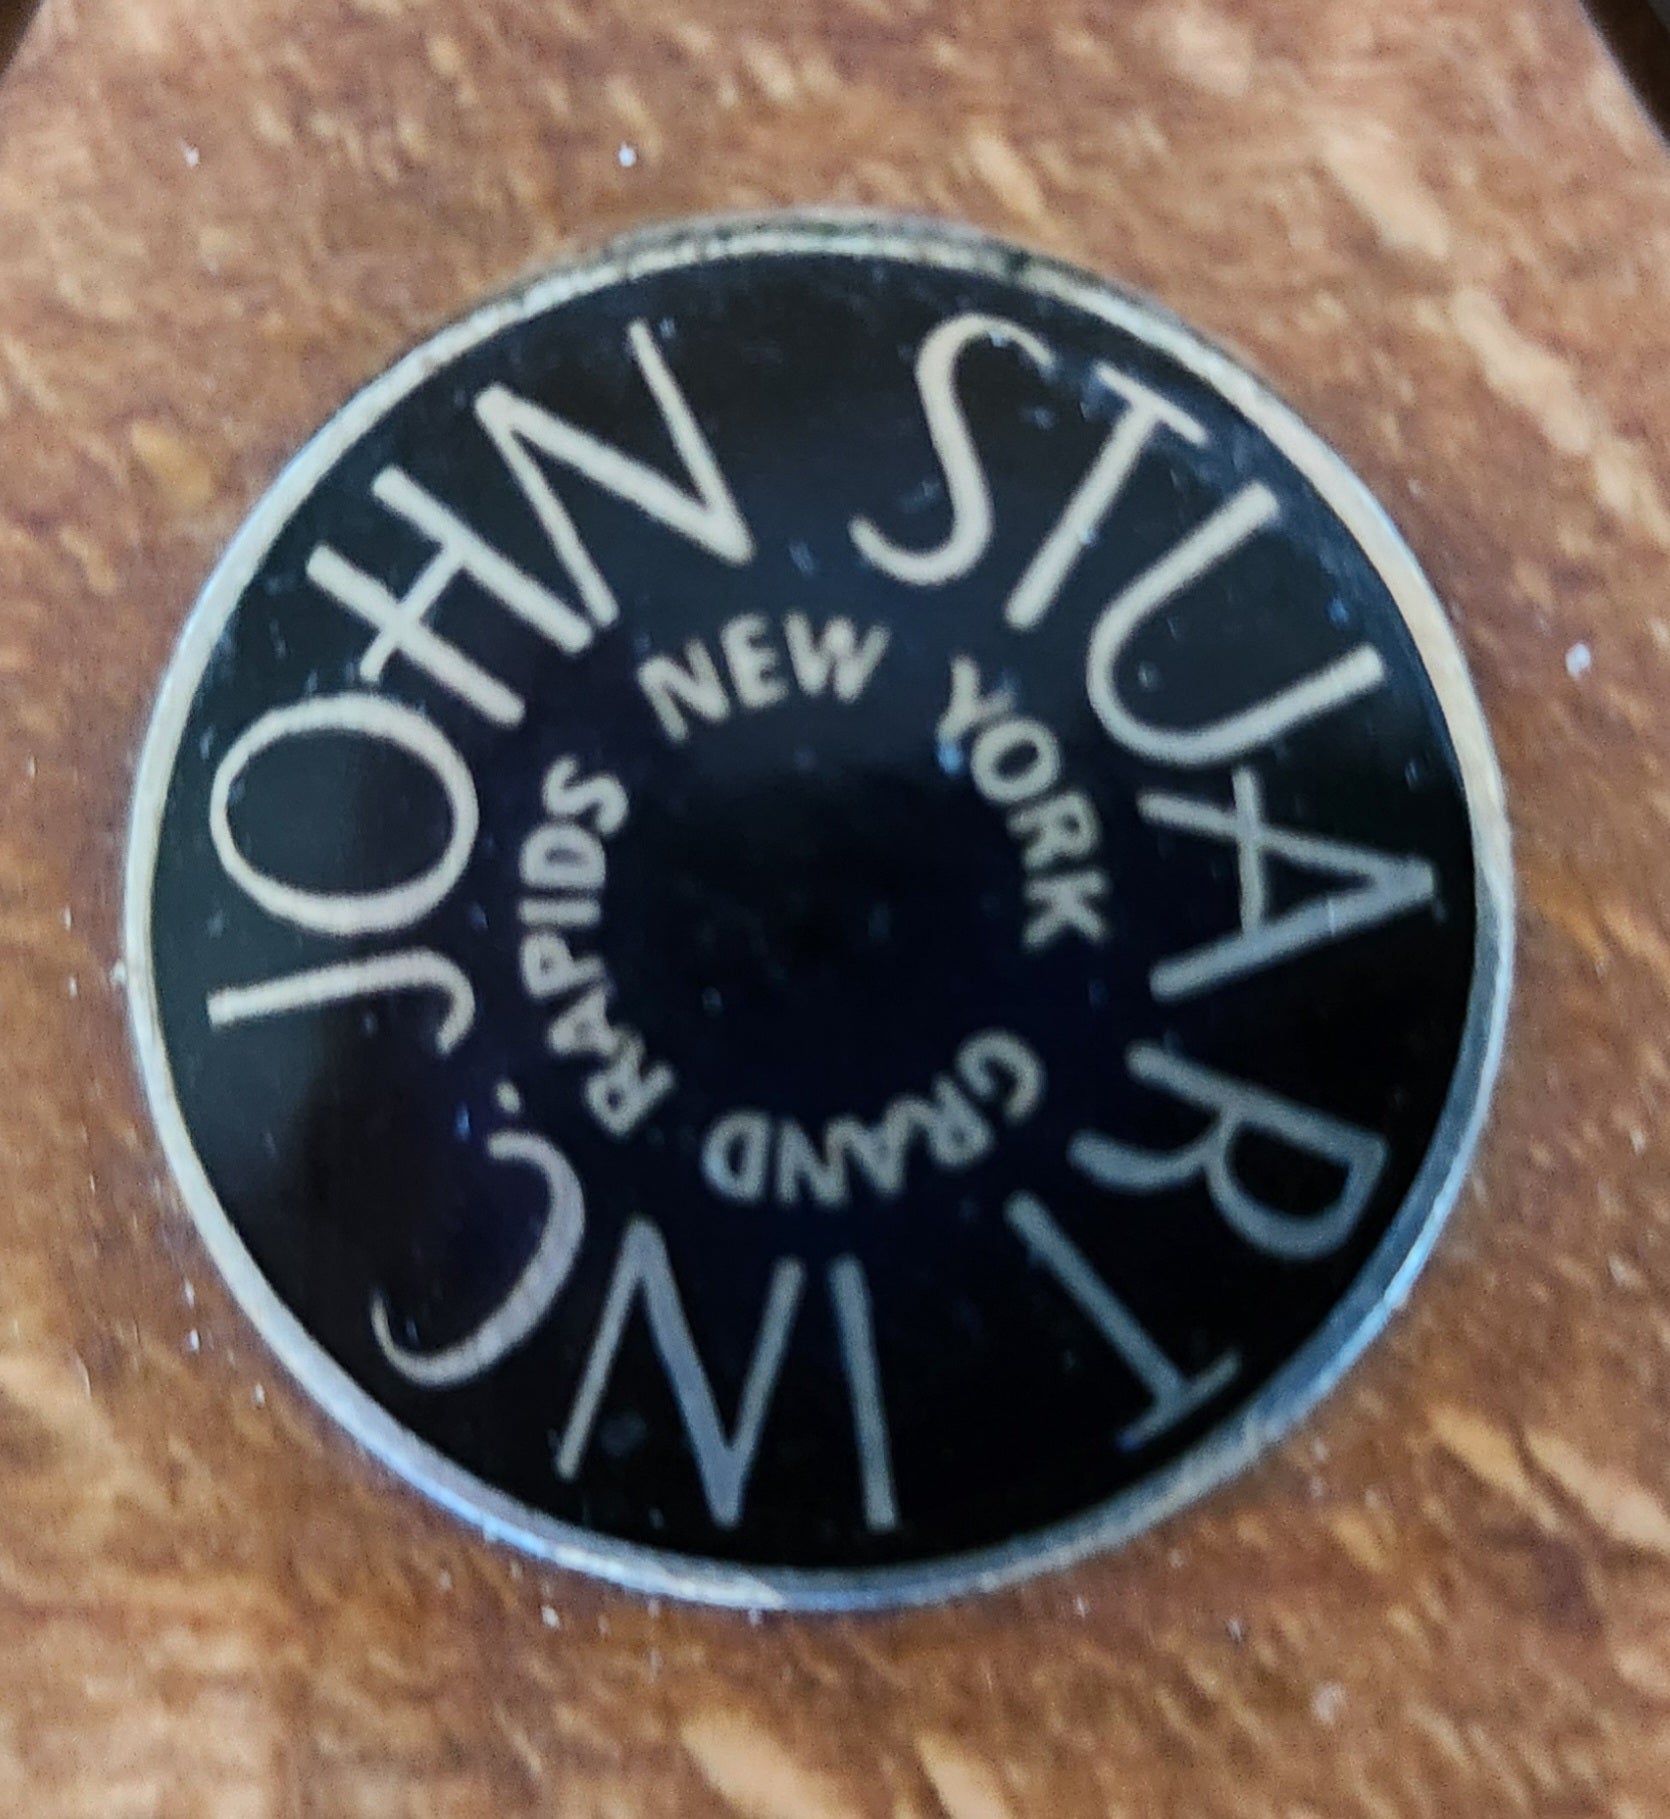 JOHN STUART INC.
NEW YORK GRAND RAPIDS